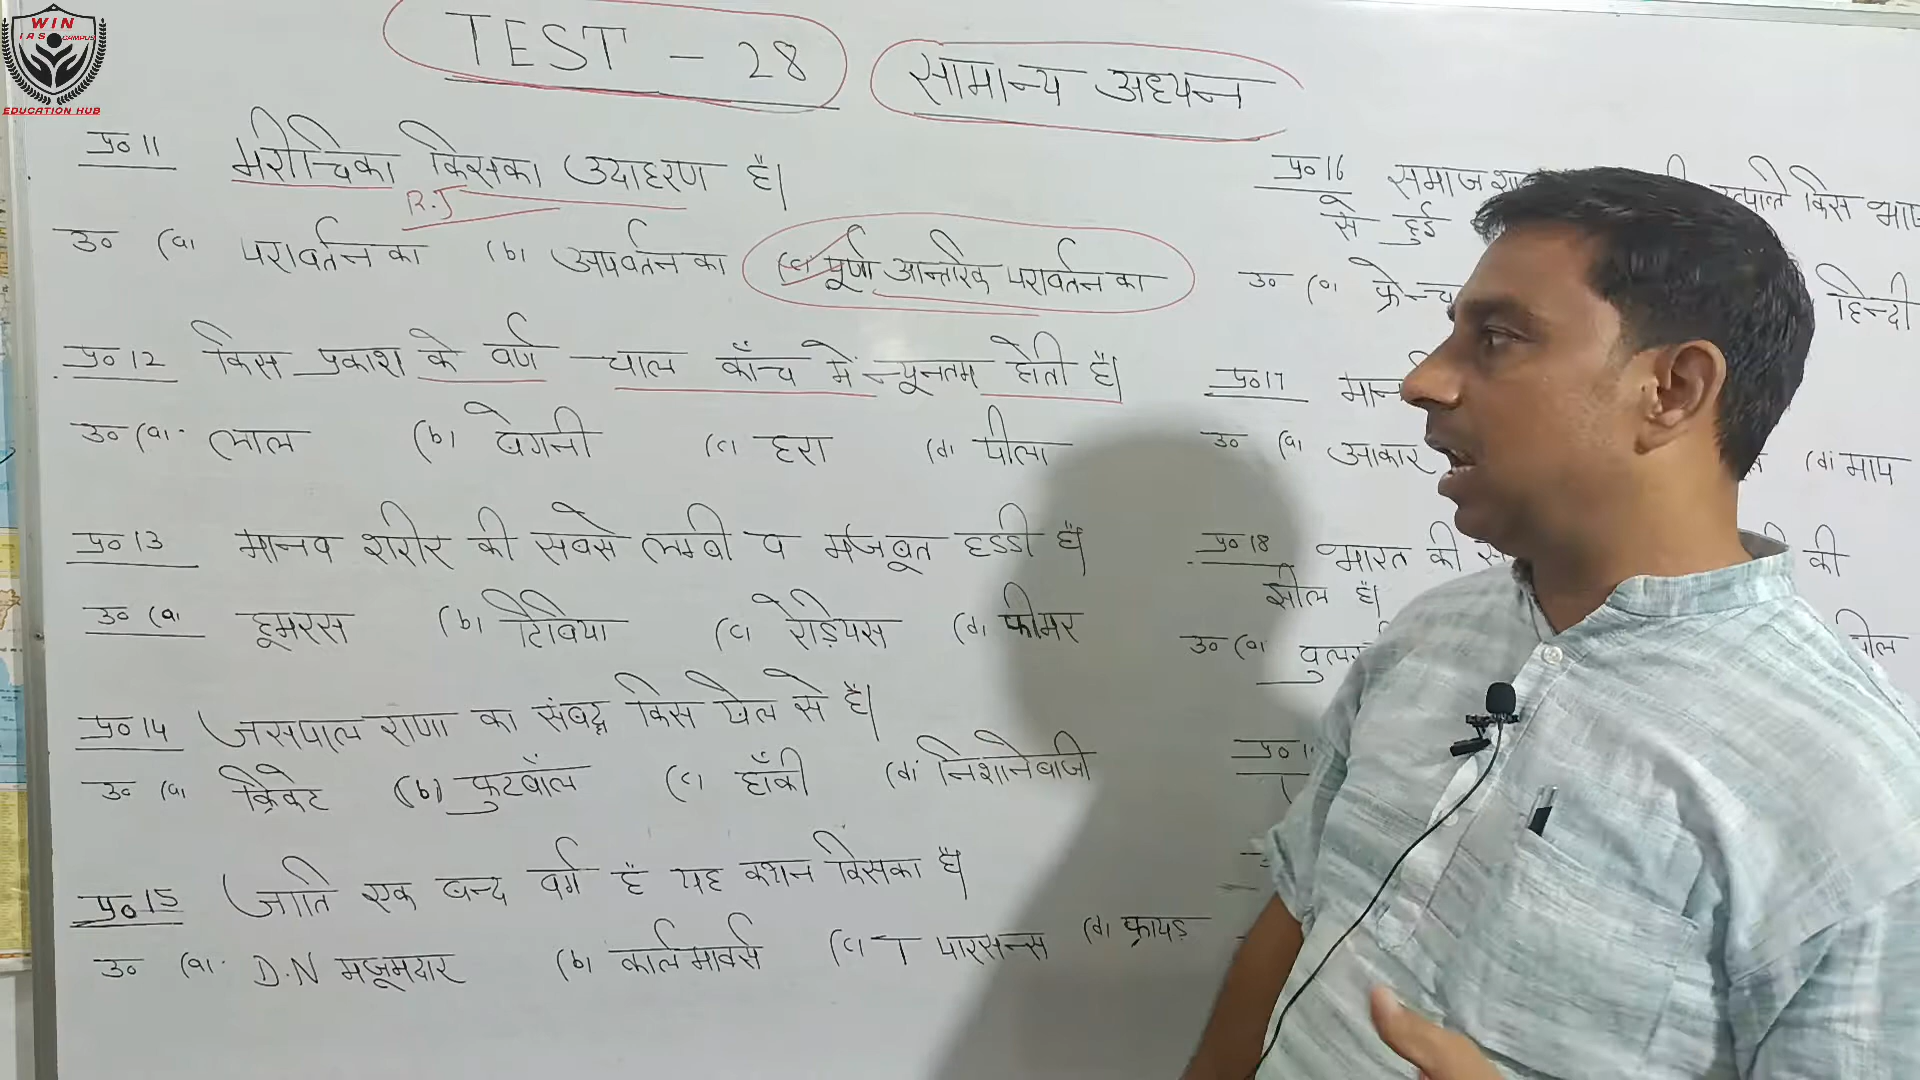 WIN
IAS CAMPUS
EDUCATION HUB
TEST - 28
सामान्य अध्यन
प्र० 11 मरीचिका किसका उदाहरण है।
R.J
उ० (a) परावर्तन का (b) अपवर्तन का (c) पूर्ण आन्तरिक परावर्तन का
प्र० 12 किस प्रकाश के वर्ण चाल काँच में न्यूनतम होती है।
उ० (a) लाल (b) बेगनी (c) हरा (d) पीला
प्र० 13 मानव शरीर की सबसे लम्बी व मजबूत हडडी है।
उ० (a) हूमरस (b) टिबिया (c) रेडियस (d) फीमर
प्र० 14 जसपाल राणा का संबद्ध किस खेल से है।
उ० (a) क्रिकेट (b) फुटबॉल (c) हॉकी (d) निशानेबाजी
प्र० 15 जाति एक बन्द वर्ग है यह कथन किसका है।
उ० (a) D.N मजूमदार (b) कार्ल मार्क्स (c) T पारसन्स (d) फ्रायड
प्र० 16 समाज किस
से हुई
उ० (a) फ्रेन्च हिन्दी
प्र० 17
उ० (a) आकार (d) माप
प्र० 18 भारत की की
झील है।
उ० (a)